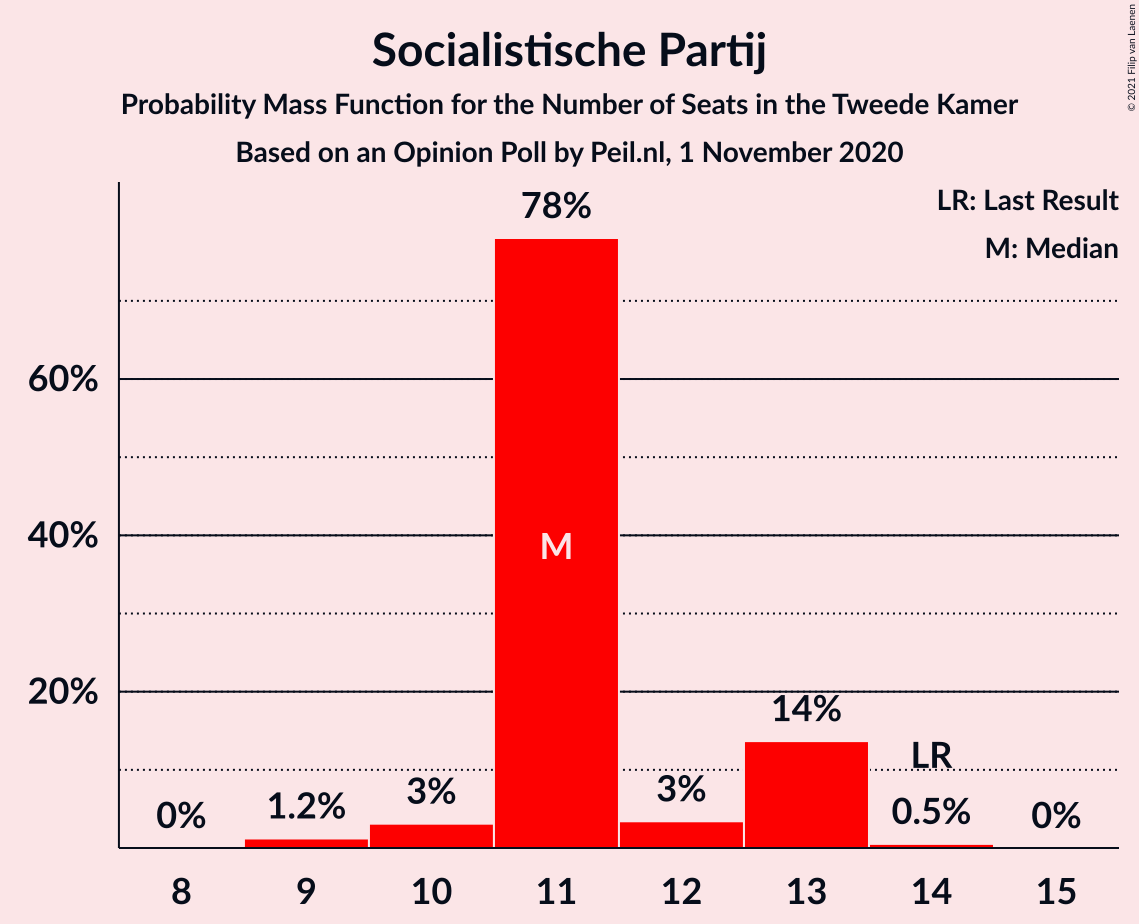 Socialistische Partij
Probability Mass Function for the Number of Seats in the Tweede Kamer
Based on an Opinion Poll by Peil.nl, 1 November 2020
© 2021 Filip van Laenen
LR: Last Result
M: Median
60%
40%
20%
0%
1.2%
3%
78%
M
3%
14%
LR
0.5%
0%
8
9
10
11
12
13
14
15